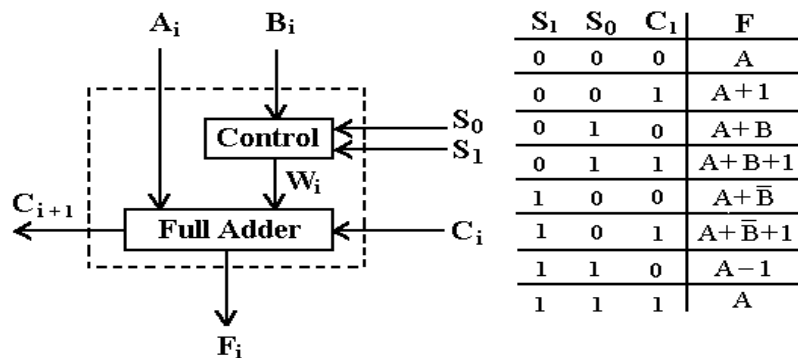 Aᵢ Bᵢ
Control
S₀
S₁
Wᵢ
Cᵢ₊₁
Full Adder
Cᵢ
Fᵢ
S₁ S₀ C₁ F
0 0 0 A
0 0 1 A+1
0 1 0 A+B
0 1 1 A+B+1
1 0 0 A+B̅
1 0 1 A+B̅+1
1 1 0 A−1
1 1 1 A